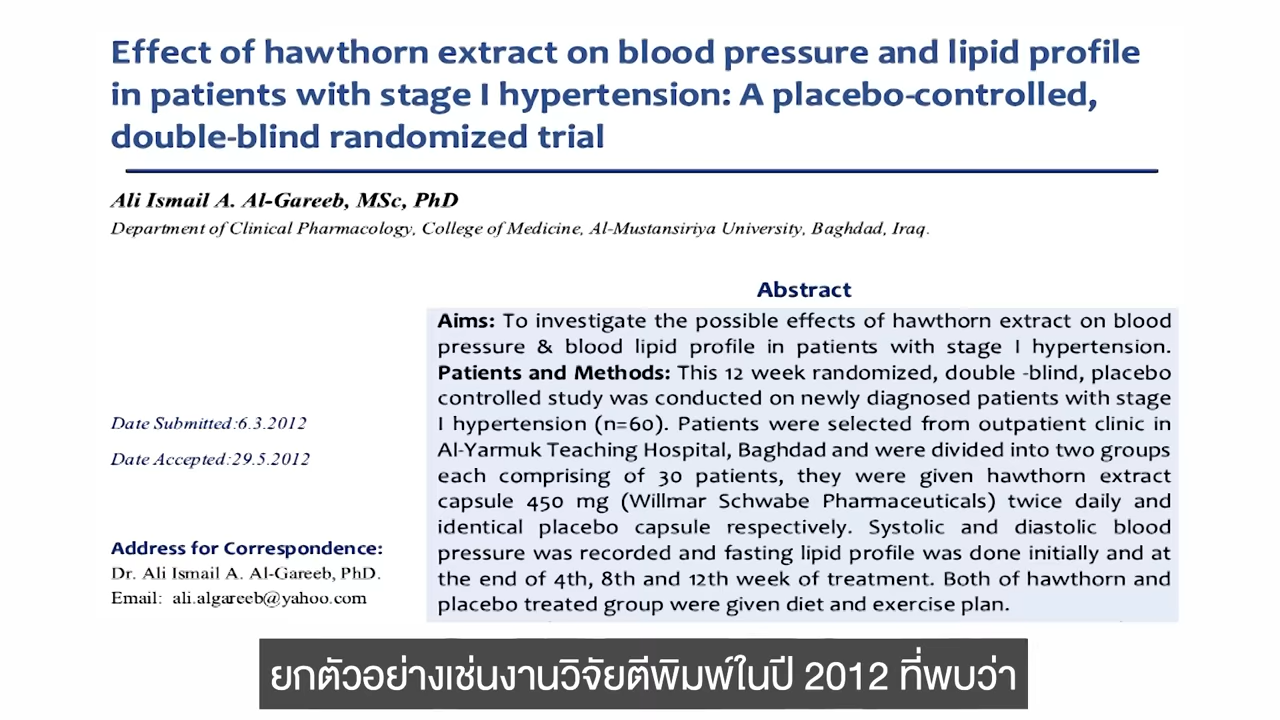 Effect of hawthorn extract on blood pressure and lipid profile
in patients with stage I hypertension: A placebo-controlled,
double-blind randomized trial
Ali Ismail A. Al-Gareeb, MSc, PhD
Department of Clinical Pharmacology, College of Medicine, Al-Mustansiriya University, Baghdad, Iraq.
Abstract
Aims: To investigate the possible effects of hawthorn extract on blood
pressure & blood lipid profile in patients with stage I hypertension.
Patients and Methods: This 12 week randomized, double -blind, placebo
controlled study was conducted on newly diagnosed patients with stage
I hypertension (n=60). Patients were selected from outpatient clinic in
Al-Yarmuk Teaching Hospital, Baghdad and were divided into two groups
each comprising of 30 patients, they were given hawthorn extract
capsule 450 mg (Willmar Schwabe Pharmaceuticals) twice daily and
identical placebo capsule respectively. Systolic and diastolic blood
pressure was recorded and fasting lipid profile was done initially and at
the end of 4th, 8th and 12th week of treatment. Both of hawthorn and
placebo treated group were given diet and exercise plan.
Date Submitted:6.3.2012
Date Accepted:29.5.2012
Address for Correspondence:
Dr. Ali Ismail A. Al-Gareeb, PhD.
Email: ali.algareeb@yahoo.com
ยกตัวอย่างเช่นงานวิจัยตีพิมพ์ในปี 2012 ที่พบว่า